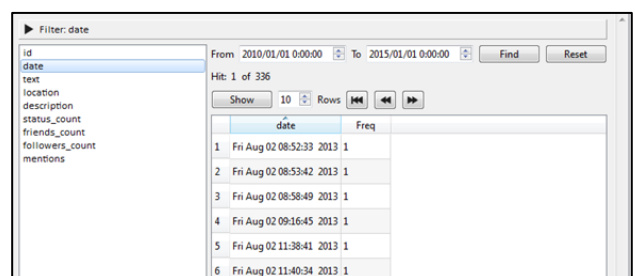 Filter: date
id
date
text
location
description
status_count
friends_count
followers_count
mentions
From 2010/01/01 0:00:00 To 2015/01/01 0:00:00 Find Reset
Hit: 1 of 336
Show 10 Rows
date Freq
1 Fri Aug 02 08:52:33 2013 1
2 Fri Aug 02 08:53:42 2013 1
3 Fri Aug 02 08:58:49 2013 1
4 Fri Aug 02 09:16:45 2013 1
5 Fri Aug 02 11:38:41 2013 1
6 Fri Aug 02 11:40:34 2013 1